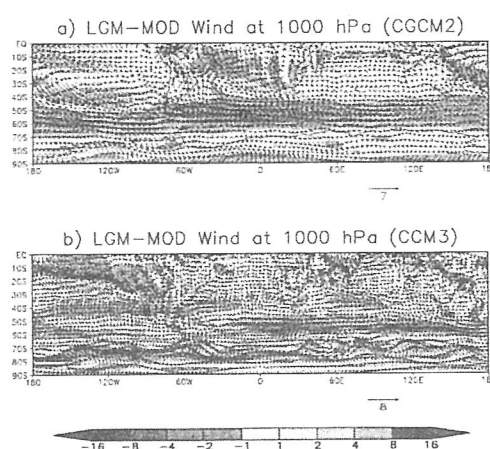 a) LGM-MOD Wind at 1000 hPa (CGCM2)
EQ
10S
20S
30S
40S
50S
60S
70S
80S
90S
180 120W 60W 0 60E 120E 180
7
b) LGM-MOD Wind at 1000 hPa (CCM3)
EQ
10S
20S
30S
40S
50S
60S
70S
80S
90S
180 120W 60W 0 60E 120E 180
8
-16 -8 -4 -2 -1 1 2 4 8 16